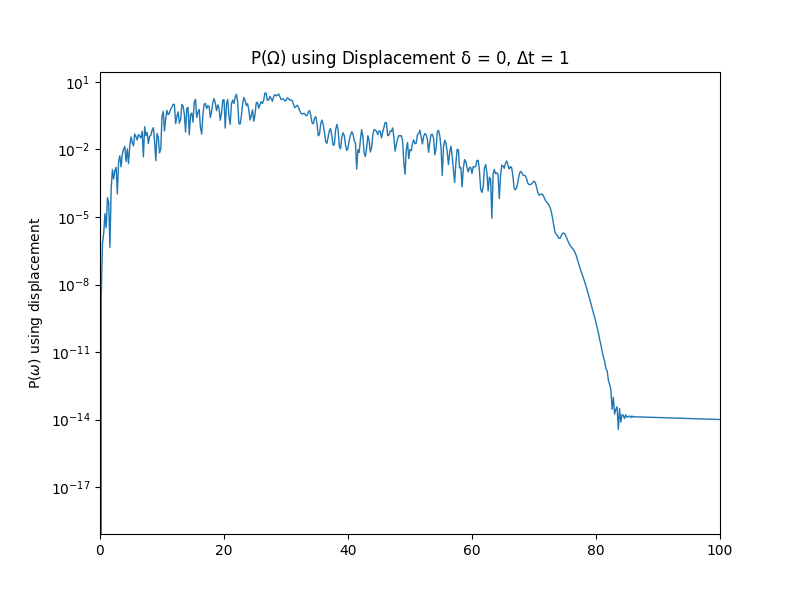 P(Ω) using Displacement δ = 0, Δt = 1
P(ω) using displacement
10¹
10⁻²
10⁻⁵
10⁻⁸
10⁻¹¹
10⁻¹⁴
10⁻¹⁷
0 20 40 60 80 100